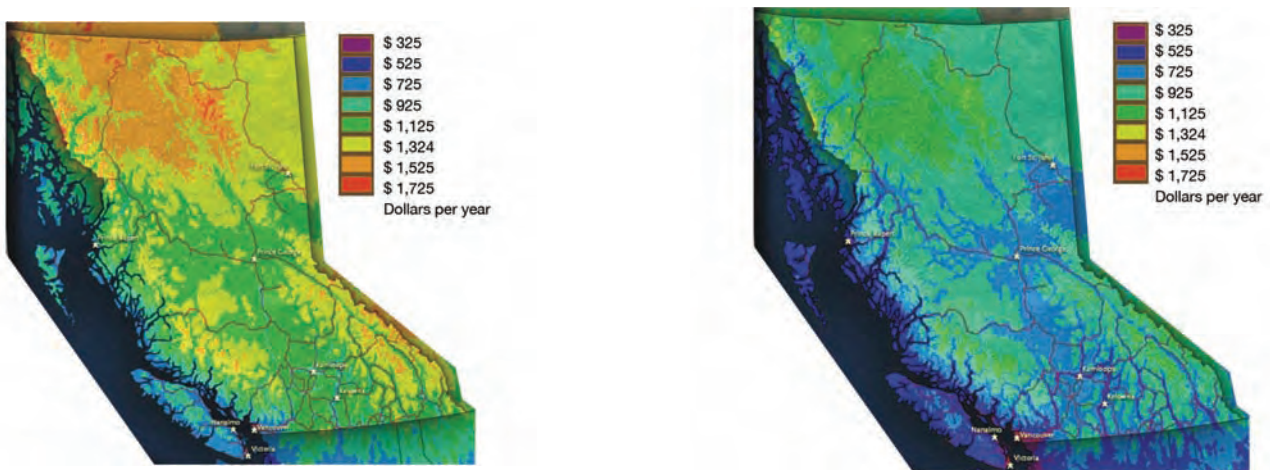 $ 325
$ 525
$ 725
$ 925
$ 1,125
$ 1,324
$ 1,525
$ 1,725
Dollars per year
Prince George
Kamloops
Kelowna
Nanaimo
Vancouver
Victoria
$ 325
$ 525
$ 725
$ 925
$ 1,125
$ 1,324
$ 1,525
$ 1,725
Dollars per year
Fort St. John
Prince Rupert
Prince George
Kamloops
Kelowna
Nanaimo
Vancouver
Victoria